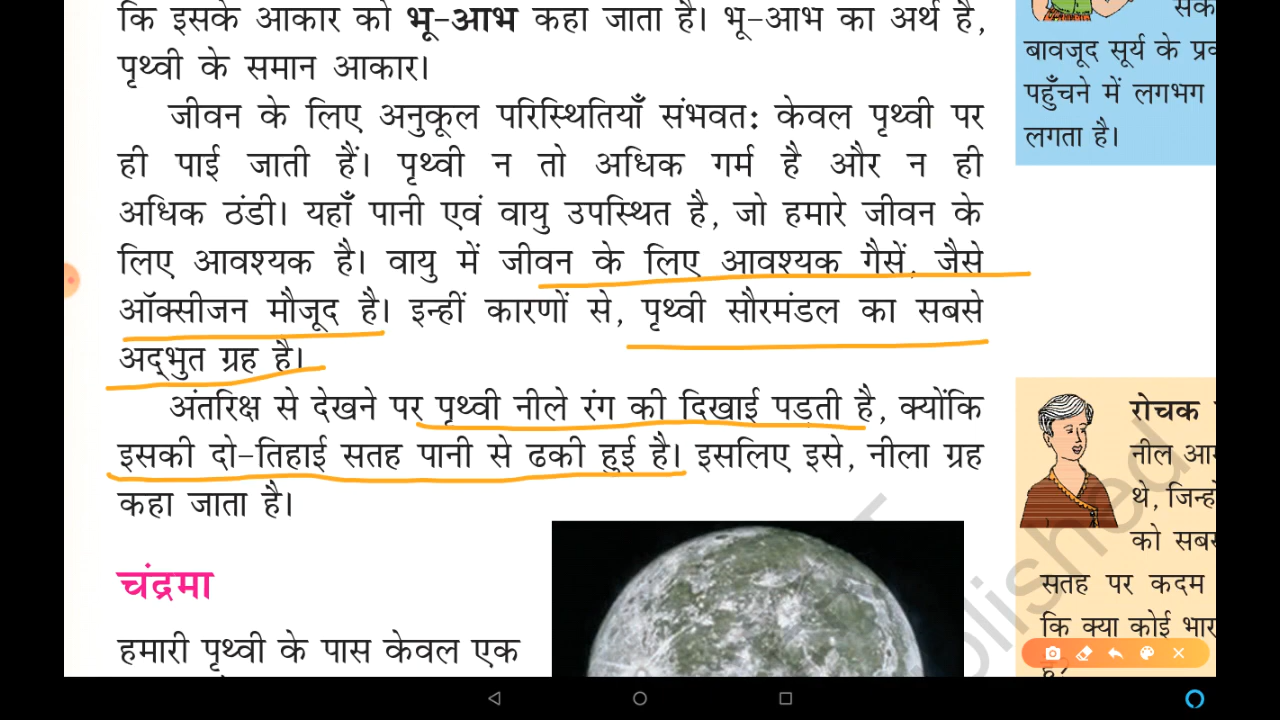 कि इसके आकार को भू-आभ कहा जाता है। भू-आभ का अर्थ है,
पृथ्वी के समान आकार।
जीवन के लिए अनुकूल परिस्थितियाँ संभवत: केवल पृथ्वी पर
ही पाई जाती हैं। पृथ्वी न तो अधिक गर्म है और न ही
अधिक ठंडी। यहाँ पानी एवं वायु उपस्थित है, जो हमारे जीवन के
लिए आवश्यक है। वायु में जीवन के लिए आवश्यक गैसें, जैसे
ऑक्सीजन मौजूद है। इन्हीं कारणों से, पृथ्वी सौरमंडल का सबसे
अद्भुत ग्रह है।
अंतरिक्ष से देखने पर पृथ्वी नीले रंग की दिखाई पड़ती है, क्योंकि
इसकी दो-तिहाई सतह पानी से ढकी हुई है। इसलिए इसे, नीला ग्रह
कहा जाता है।
चंद्रमा
हमारी पृथ्वी के पास केवल एक
बावजूद सूर्य के
पहुँचने में लगभग
लगता है।
रोचक
नील
थे,
को
सतह पर कदम
कि क्या कोई